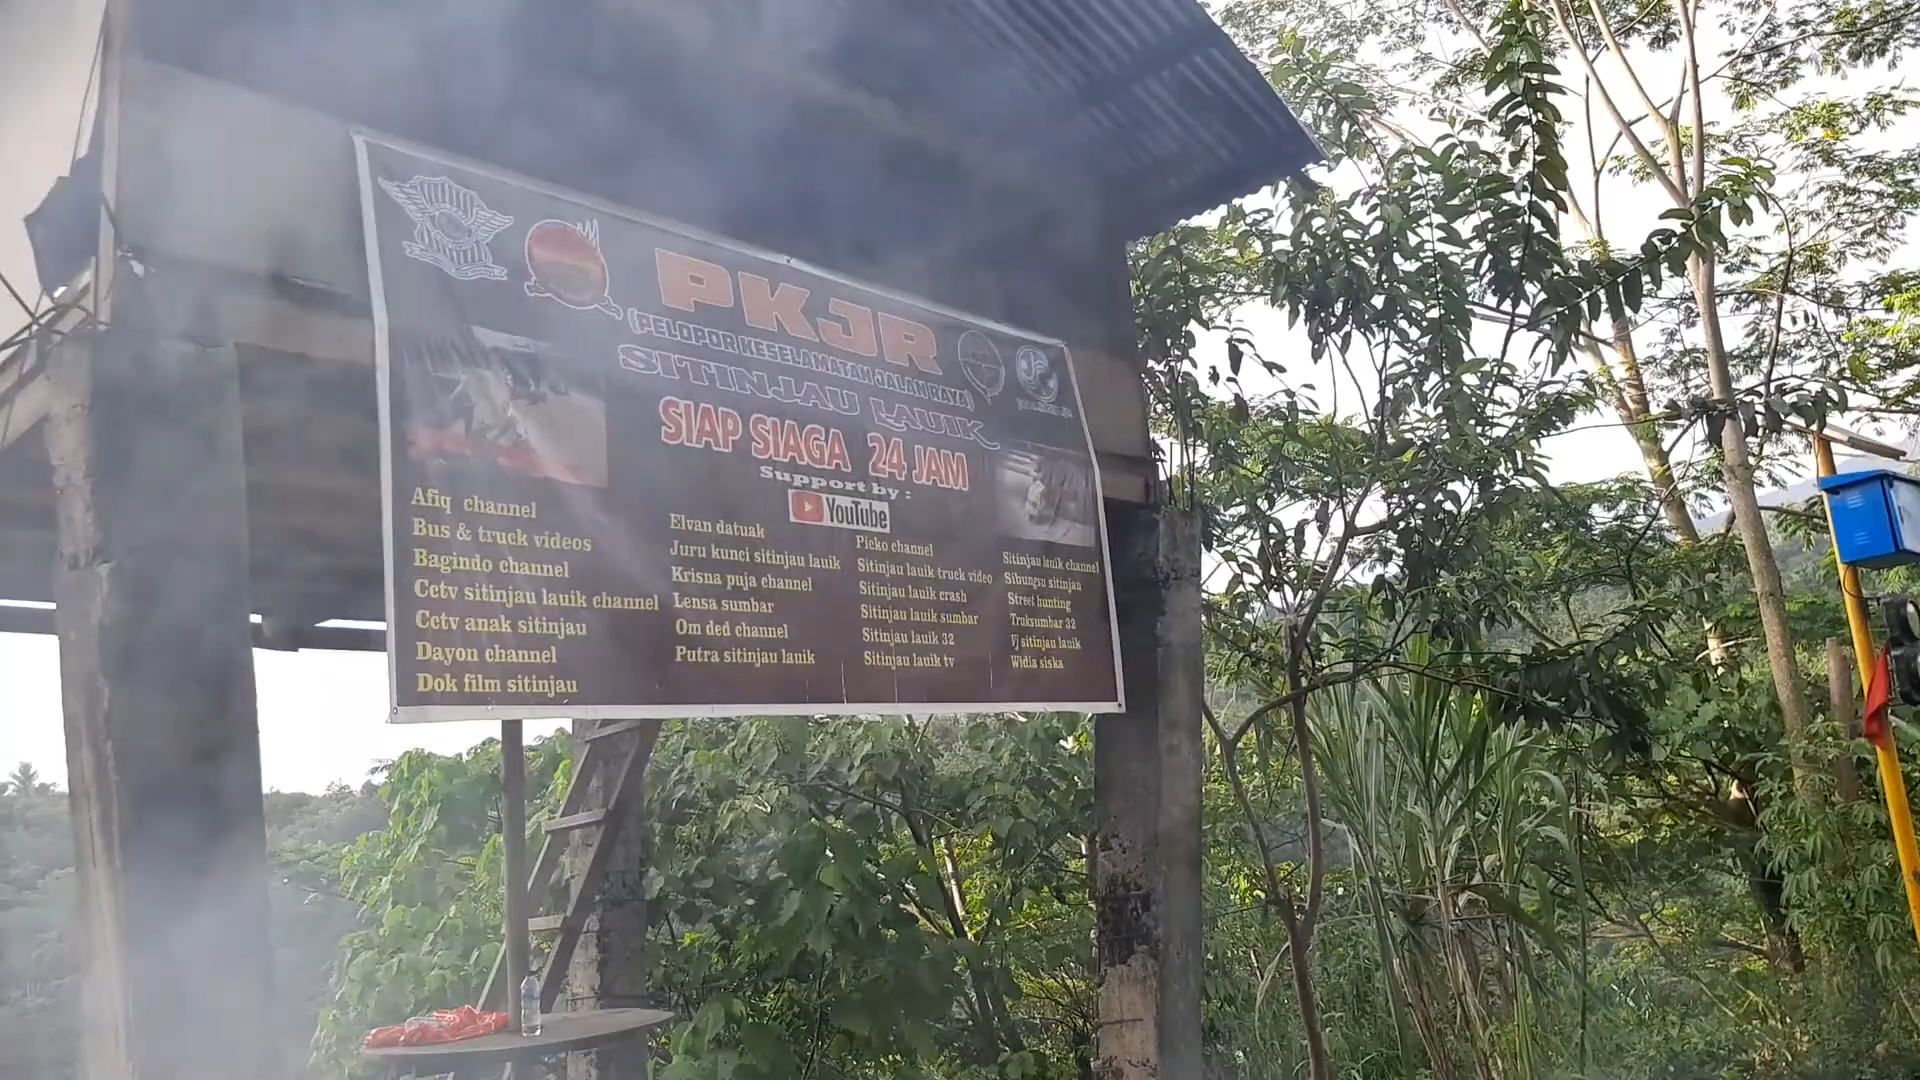 PKJR
(PELOPOR KESELAMATAN JALAN RAYA)
SITINJAU LAUIK
SIAP SIAGA 24 JAM
Support by :
YouTube
Afiq channel
Bus & truck videos
Bagindo channel
Cctv sitinjau lauik channel
Cctv anak sitinjau
Dayon channel
Dok film sitinjau
Elvan datuak
Juru kunci sitinjau lauik
Krisna puja channel
Lensa sumbar
Om ded channel
Putra sitinjau lauik
Picko channel
Sitinjau lauik truck video
Sitinjau lauik crash
Sitinjau lauik sumbar
Sitinjau lauik 32
Sitinjau lauik tv
Sitinjau lauik channel
Sibungsu sitinjau
Street hunting
Truksumbar 32
Vj sitinjau lauik
Widia siska